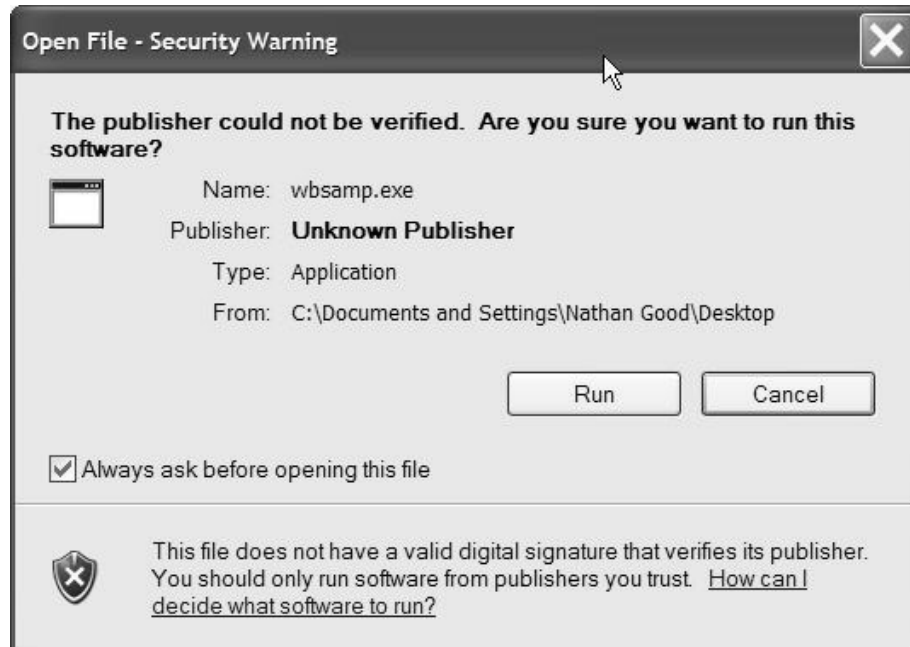 Open File - Security Warning
The publisher could not be verified. Are you sure you want to run this
software?
Name: wbsamp.exe
Publisher: Unknown Publisher
Type: Application
From: C:\Documents and Settings\Nathan Good\Desktop
Run Cancel
Always ask before opening this file
This file does not have a valid digital signature that verifies its publisher.
You should only run software from publishers you trust. How can I
decide what software to run?